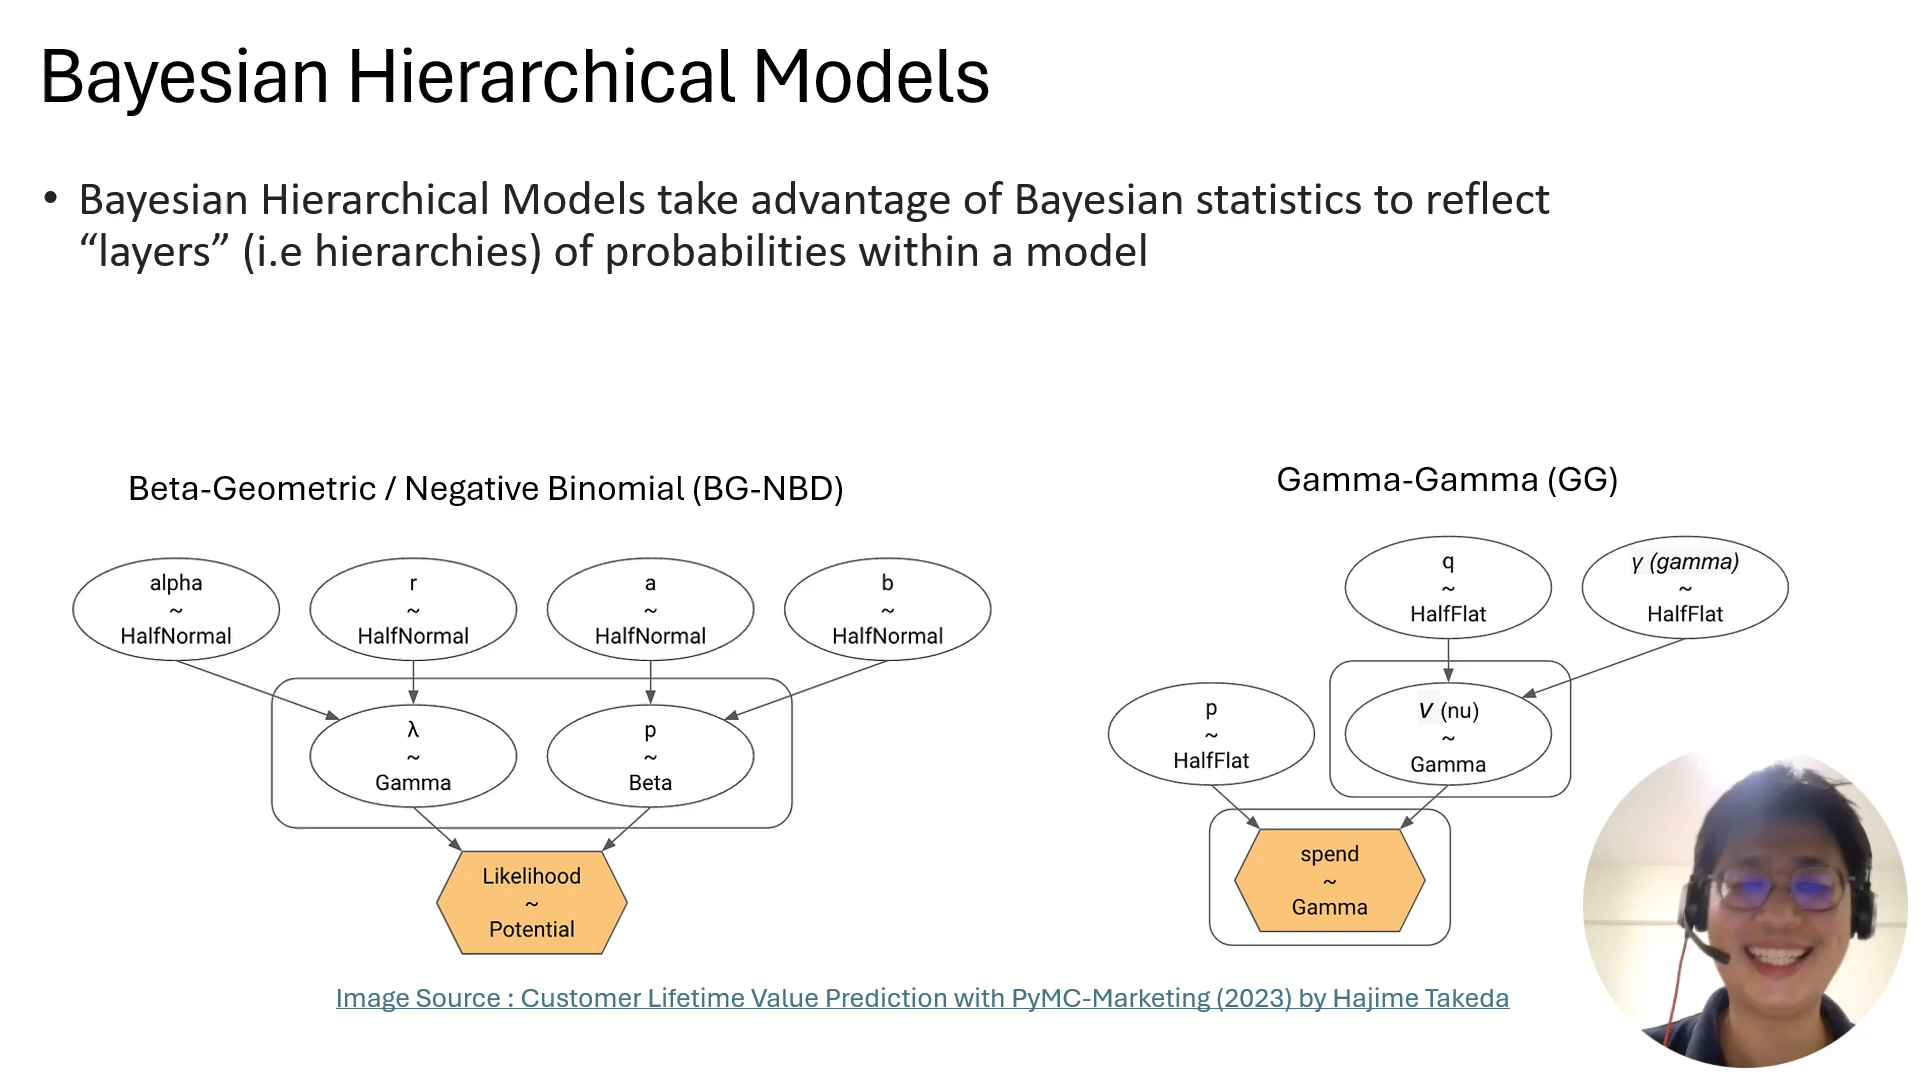 Bayesian Hierarchical Models
• Bayesian Hierarchical Models take advantage of Bayesian statistics to reflect
“layers” (i.e hierarchies) of probabilities within a model
Beta-Geometric / Negative Binomial (BG-NBD)
alpha
~
HalfNormal
r
~
HalfNormal
a
~
HalfNormal
b
~
HalfNormal
λ
~
Gamma
p
~
Beta
Likelihood
~
Potential
Gamma-Gamma (GG)
q
~
HalfFlat
γ (gamma)
~
HalfFlat
p
~
HalfFlat
ν (nu)
~
Gamma
spend
~
Gamma
Image Source : Customer Lifetime Value Prediction with PyMC-Marketing (2023) by Hajime Takeda